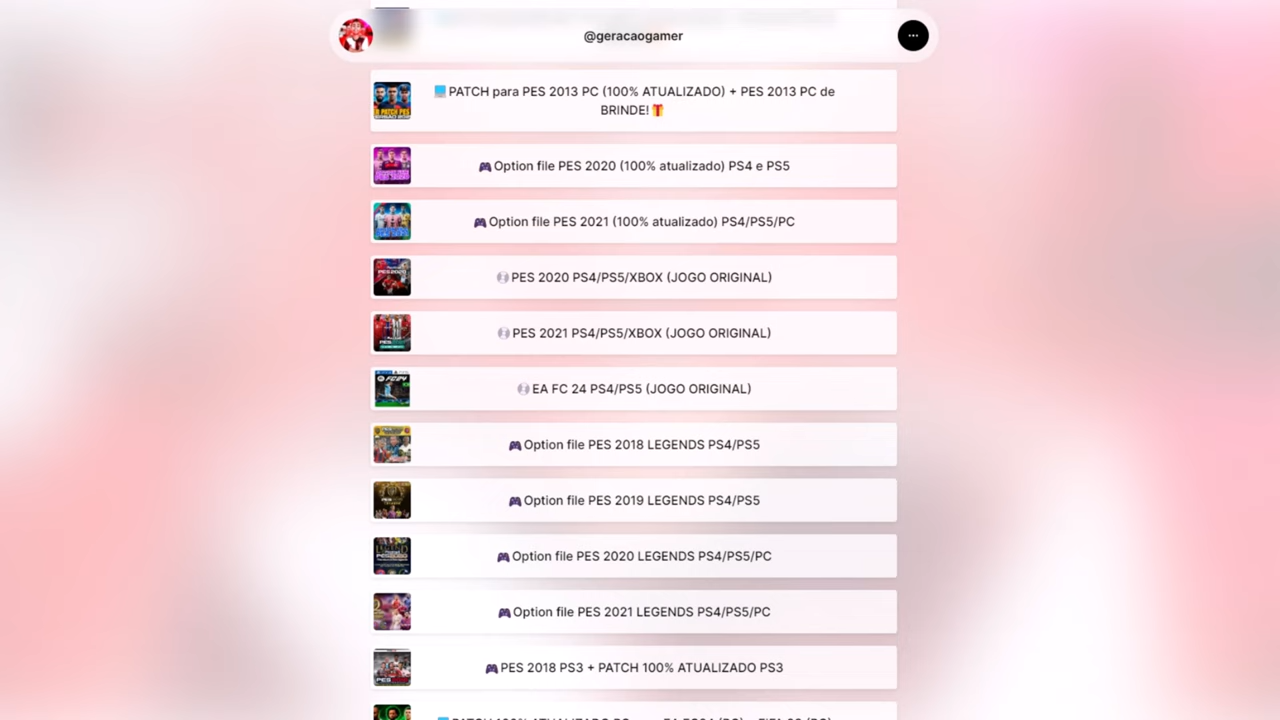 @geracaogamer
PATCH para PES 2013 PC (100% ATUALIZADO) + PES 2013 PC de
BRINDE!
Option file PES 2020 (100% atualizado) PS4 e PS5
Option file PES 2021 (100% atualizado) PS4/PS5/PC
PES 2020 PS4/PS5/XBOX (JOGO ORIGINAL)
PES 2021 PS4/PS5/XBOX (JOGO ORIGINAL)
EA FC 24 PS4/PS5 (JOGO ORIGINAL)
Option file PES 2018 LEGENDS PS4/PS5
Option file PES 2019 LEGENDS PS4/PS5
Option file PES 2020 LEGENDS PS4/PS5/PC
Option file PES 2021 LEGENDS PS4/PS5/PC
PES 2018 PS3 + PATCH 100% ATUALIZADO PS3